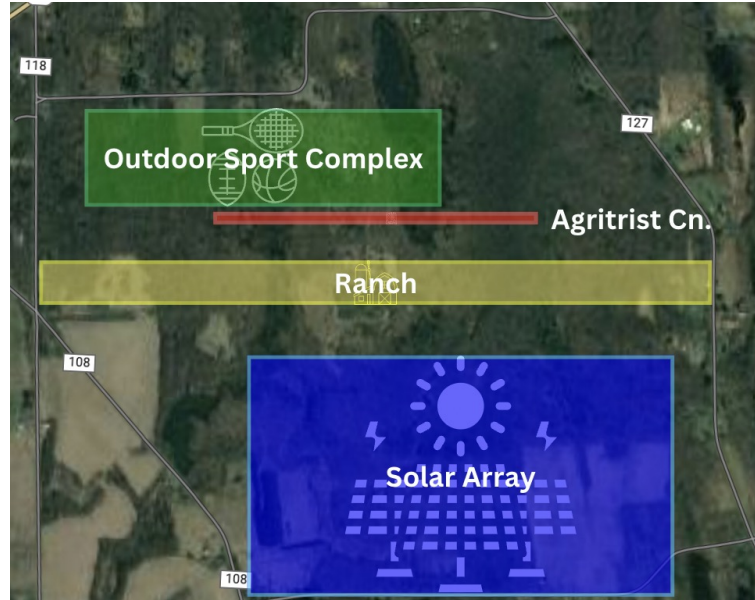 118
127
Outdoor Sport Complex
Agritrist Cn.
Ranch
108
Solar Array
108